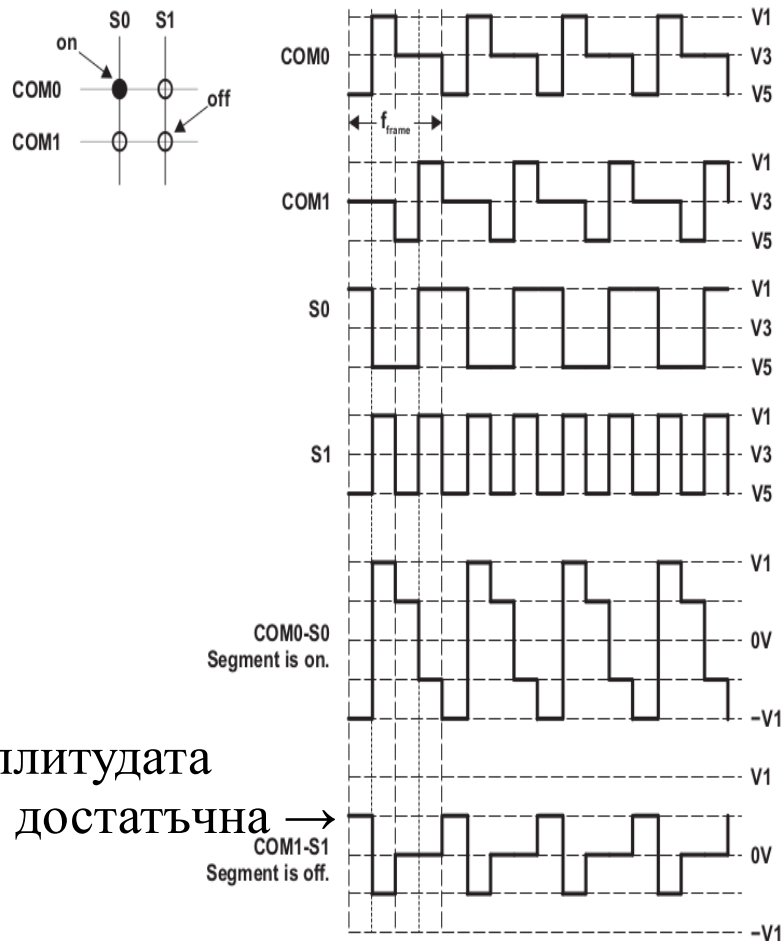 S0 S1
on
COM0
off
COM1
COM0
V1
V3
V5
f frame
COM1
V1
V3
V5
S0
V1
V3
V5
S1
V1
V3
V5
COM0-S0
Segment is on.
V1
0V
−V1
достатъчна →
COM1-S1
Segment is off.
V1
0V
−V1